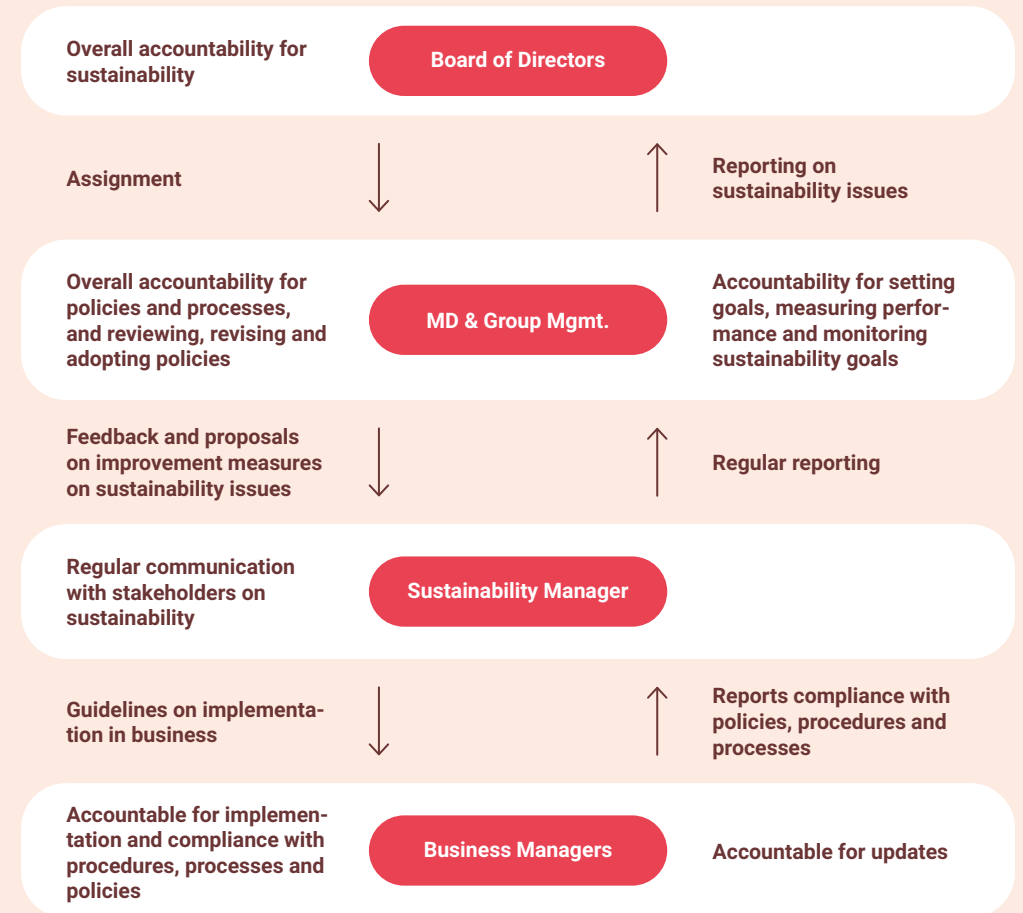 Overall accountability for
sustainability
Board of Directors
Assignment
Reporting on
sustainability issues
Overall accountability for
policies and processes,
and reviewing, revising and
adopting policies
MD & Group Mgmt.
Accountability for setting
goals, measuring perfor-
mance and monitoring
sustainability goals
Feedback and proposals
on improvement measures
on sustainability issues
Regular reporting
Regular communication
with stakeholders on
sustainability
Sustainability Manager
Guidelines on implementa-
tion in business
Reports compliance with
policies, procedures and
processes
Accountable for implemen-
tation and compliance with
procedures, processes and
policies
Business Managers
Accountable for updates